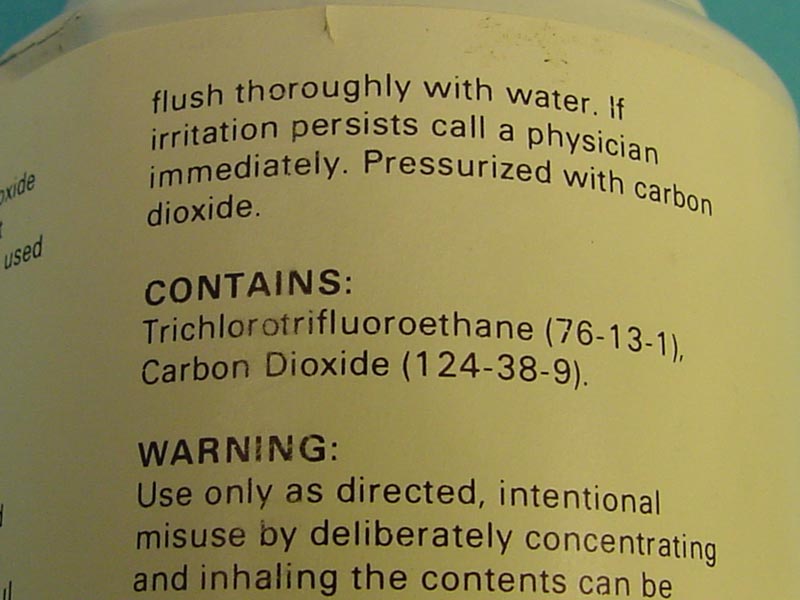 flush thoroughly with water. If
irritation persists call a physician
immediately. Pressurized with carbon
dioxide.
CONTAINS:
Trichlorotrifluoroethane (76-13-1),
Carbon Dioxide (124-38-9).
WARNING:
Use only as directed, intentional
misuse by deliberately concentrating
and inhaling the contents can be
used